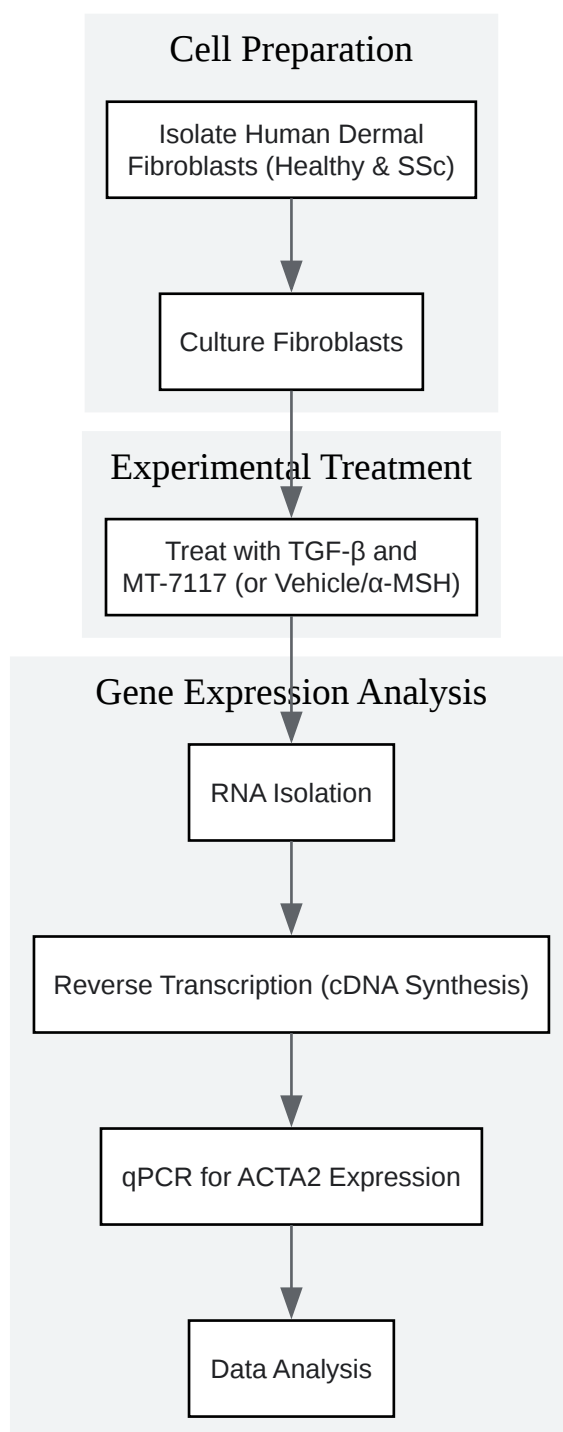 Cell Preparation
Isolate Human Dermal
Fibroblasts (Healthy & SSc)
Culture Fibroblasts
Experimental Treatment
Treat with TGF-β and
MT-7117 (or Vehicle/α-MSH)
Gene Expression Analysis
RNA Isolation
Reverse Transcription (cDNA Synthesis)
qPCR for ACTA2 Expression
Data Analysis